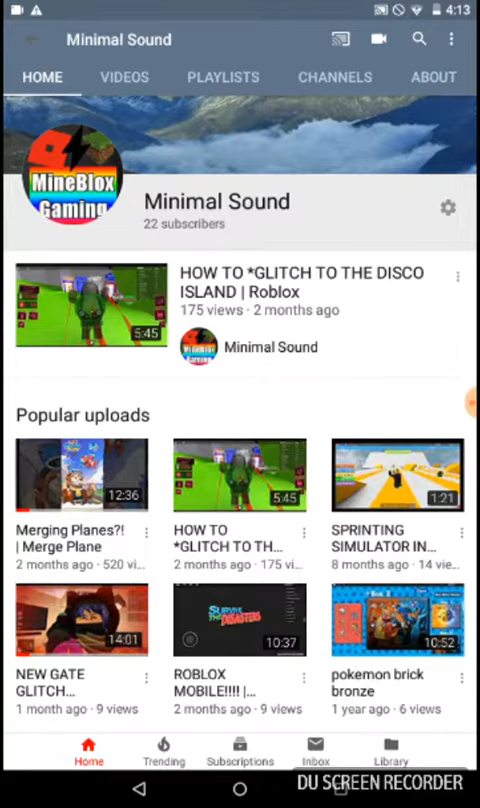 4:13
Minimal Sound
HOME VIDEOS PLAYLISTS CHANNELS ABOUT
MineBlox
Gaming
Minimal Sound
22 subscribers
HOW TO *GLITCH TO THE DISCO
ISLAND | Roblox
175 views · 2 months ago
5:45
MineBlox
Gaming
Minimal Sound
Popular uploads
12:36
Merging Planes?!
| Merge Plane
2 months ago · 520 vi...
5:45
HOW TO
*GLITCH TO TH...
2 months ago · 175 vi...
1:21
SPRINTING
SIMULATOR IN...
8 months ago · 14 vie...
14:01
NEW GATE
GLITCH...
1 month ago · 9 views
SURVIVE
THE DISASTERS
10:37
ROBLOX
MOBILE!!!! |...
2 months ago · 9 views
10:52
pokemon brick
bronze
1 year ago · 6 views
Home Trending Subscriptions Inbox Library
DU SCREEN RECORDER